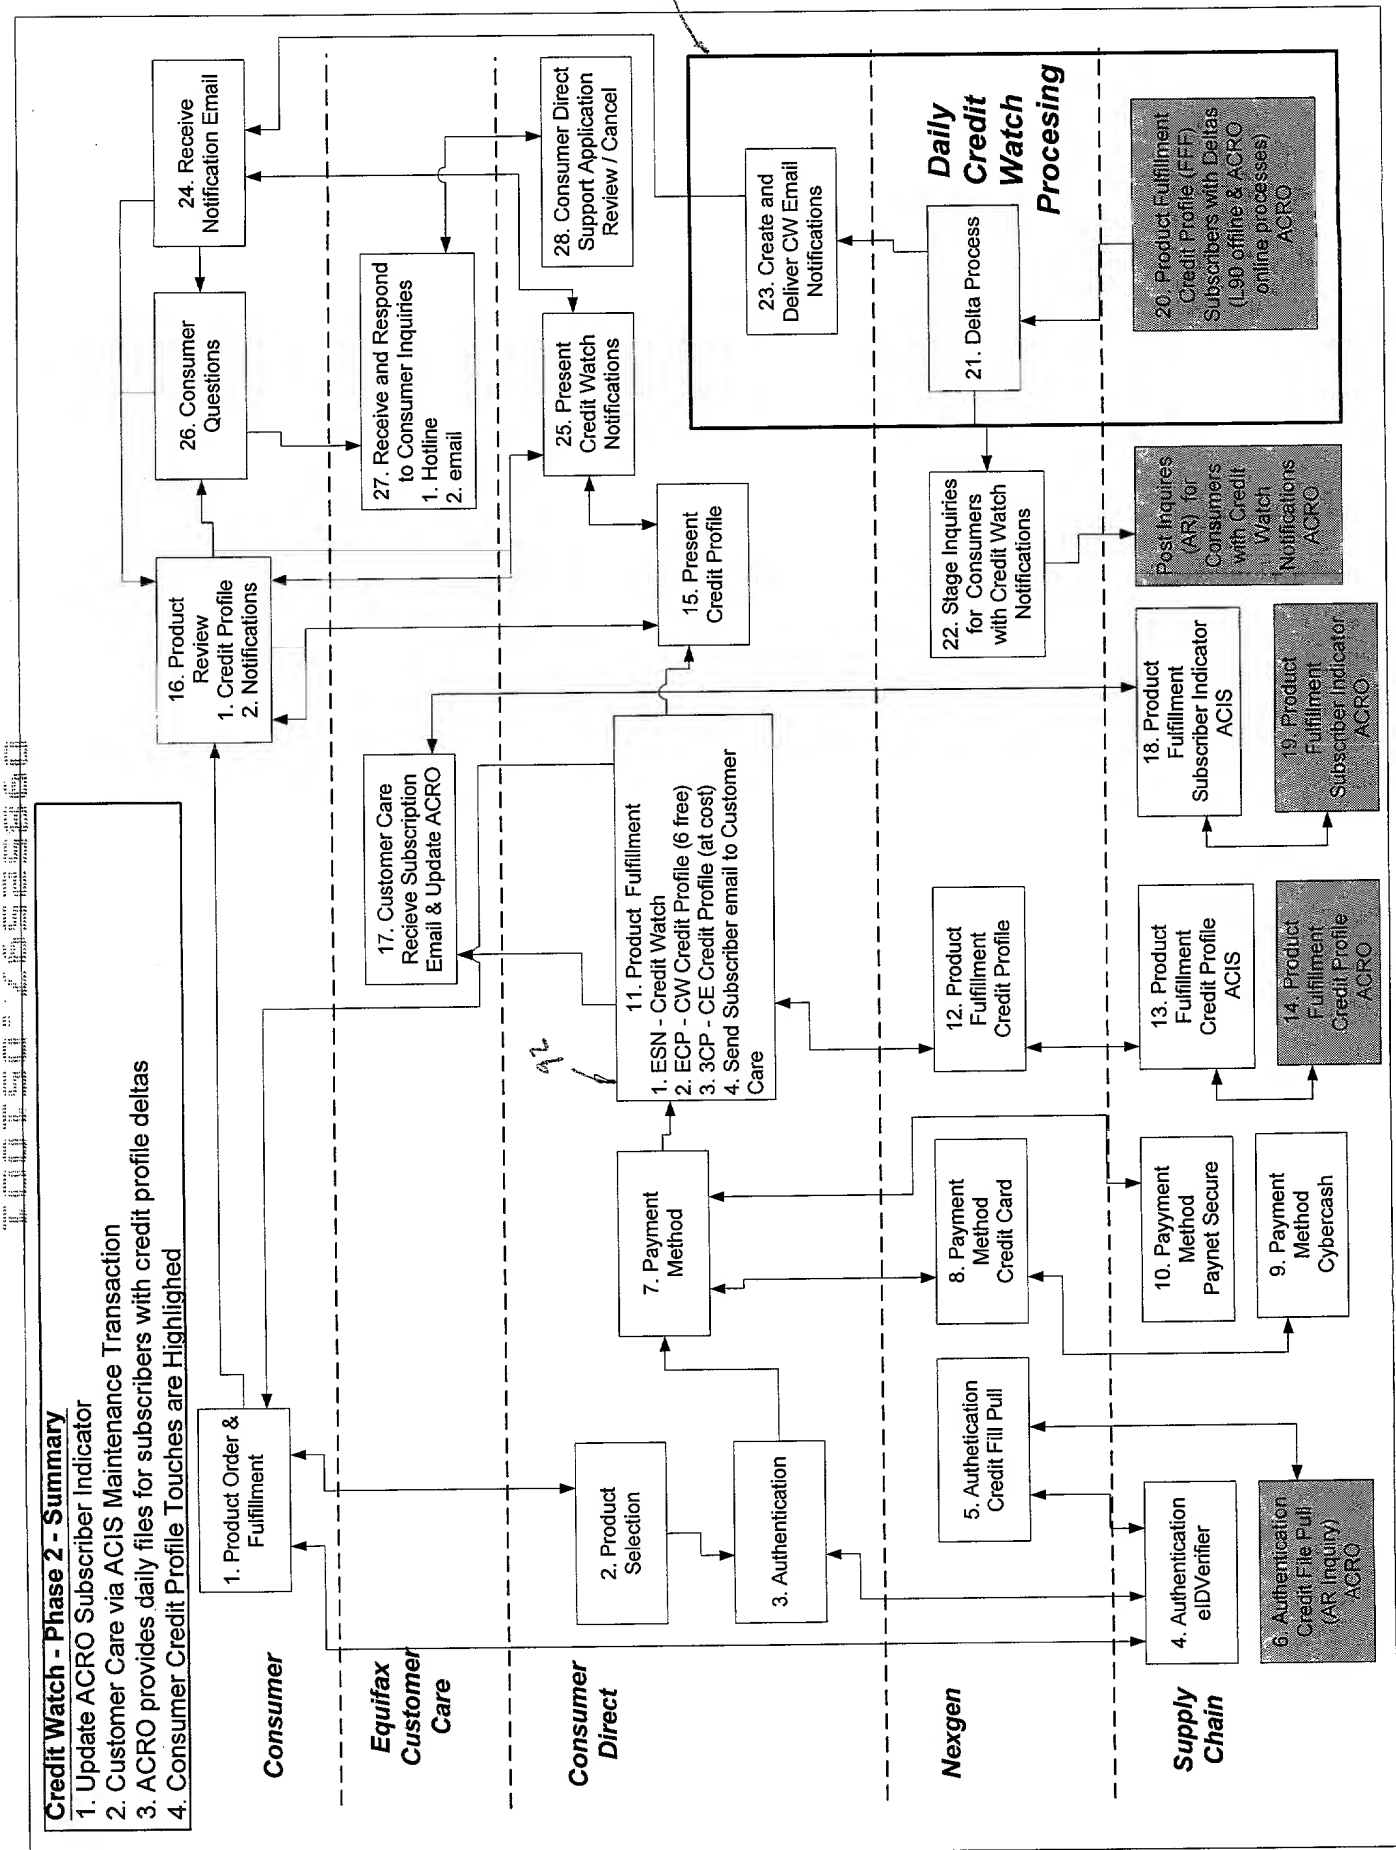 Credit Watch - Phase 2 - Summary
1. Update ACRO Subscriber Indicator
2. Customer Care via ACIS Maintenance Transaction
3. ACRO provides daily files for subscribers with credit profile deltas
4. Consumer Credit Profile Touches are Highlighed
Consumer
1. Product Order &
Fulfillment
16. Product
Review
1. Credit Profile
2. Notifications
26. Consumer
Questions
24. Receive
Notification Email
Equifax
Customer
Care
17. Customer Care
Recieve Subscription
Email & Update ACRO
27. Receive and Respond
to Consumer Inquiries
1. Hotline
2. email
Consumer
Direct
2. Product
Selection
3. Authentication
7. Payment
Method
92
11. Product Fulfillment
1. ESN - Credit Watch
2. ECP - CW Credit Profile (6 free)
3. 3CP - CE Credit Profile (at cost)
4. Send Subscriber email to Customer
Care
15. Present
Credit Profile
25. Present
Credit Watch
Notifications
28. Consumer Direct
Support Application
Review / Cancel
23. Create and
Deliver CW Email
Notifications
Nexgen
5. Authetication
Credit Fill Pull
8. Payment
Method
Credit Card
12. Product
Fulfillment
Credit Profile
22. Stage Inquiries
for Consumers
with Credit Watch
Notifications
21. Delta Process
Daily
Credit
Watch
Procesing
Supply
Chain
4. Authentication
eIDVerifier
6. Authentication
Credit File Pull
(AR Inquiry)
ACRO
10. Payyment
Method
Paynet Secure
9. Payment
Method
Cybercash
13. Product
Fulfillment
Credit Profile
ACIS
14. Product
Fulfillment
Credit Profile
ACRO
18. Product
Fulfillment
Subscriber Indicator
ACIS
19. Product
Fulfillment
Subscriber Indicator
ACRO
Post Inquires
(AR) for
Consumers
with Credit
Watch
Notifications
ACRO
20. Product Fulfillment
Credit Profile (FFF)
Subscribers with Deltas
(L90 offline & ACRO
online processes)
ACRO